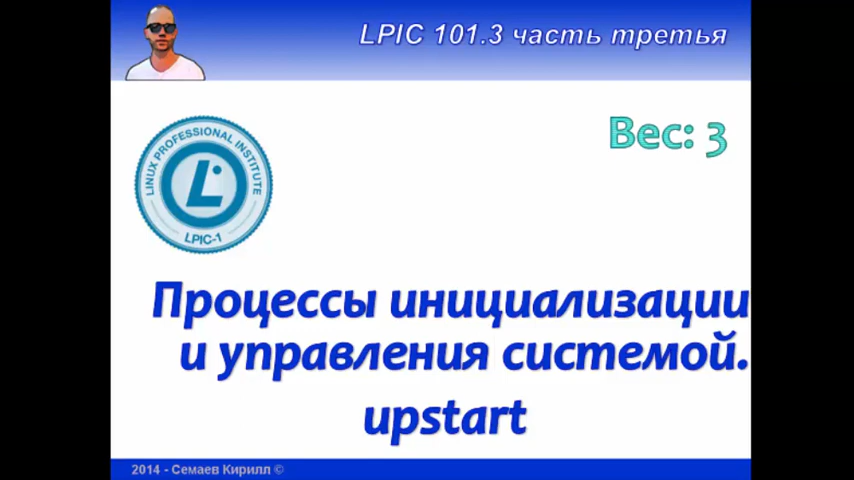 LPIC 101.3 часть третья
Вес: 3
LINUX PROFESSIONAL INSTITUTE
L
LPIC-1
Процессы инициализации
и управления системой.
upstart
2014 - Семаев Кирилл ©